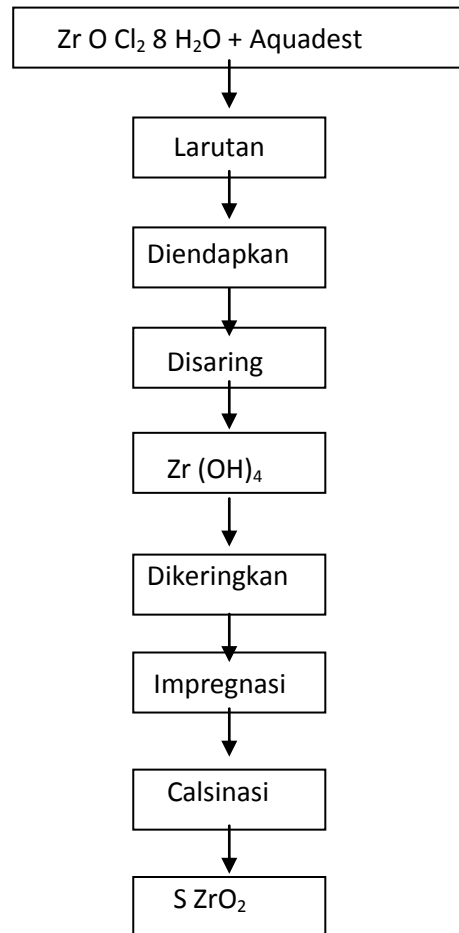 Zr O Cl₂ 8 H₂O + Aquadest
Larutan
Diendapkan
Disaring
Zr (OH)₄
Dikeringkan
Impregnasi
Calsinasi
S ZrO₂